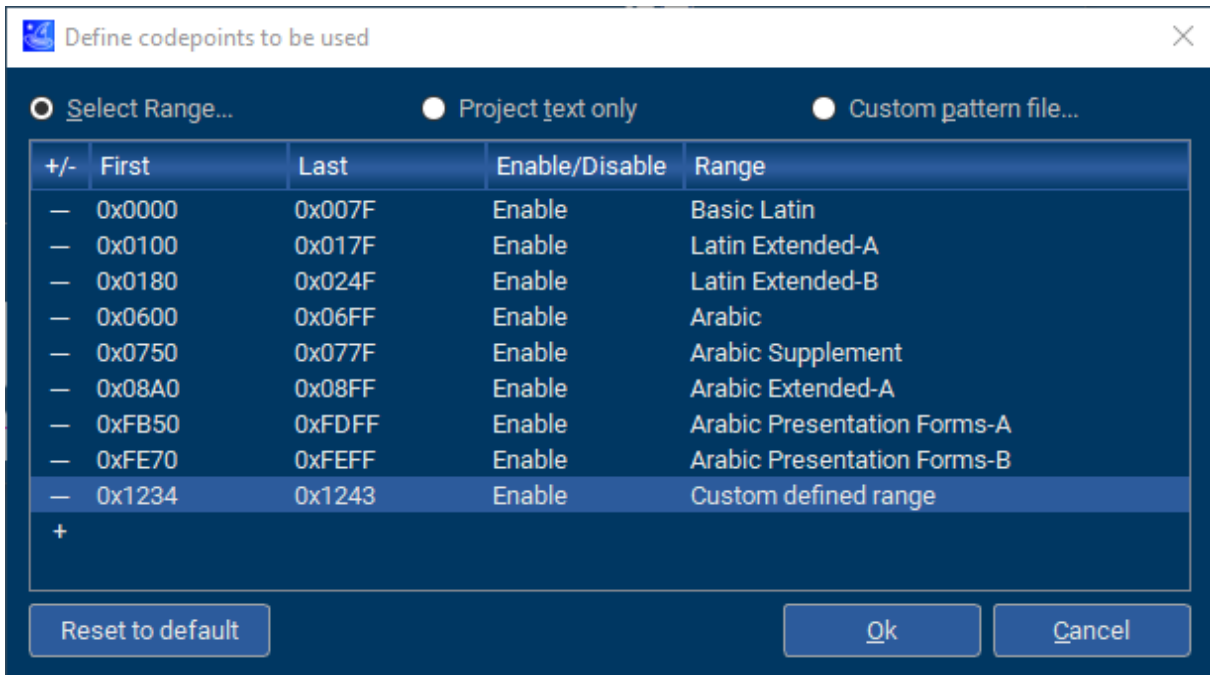 Define codepoints to be used
Select Range... Project text only Custom pattern file...
+/- First Last Enable/Disable Range
— 0x0000 0x007F Enable Basic Latin
— 0x0100 0x017F Enable Latin Extended-A
— 0x0180 0x024F Enable Latin Extended-B
— 0x0600 0x06FF Enable Arabic
— 0x0750 0x077F Enable Arabic Supplement
— 0x08A0 0x08FF Enable Arabic Extended-A
— 0xFB50 0xFDFF Enable Arabic Presentation Forms-A
— 0xFE70 0xFEFF Enable Arabic Presentation Forms-B
— 0x1234 0x1243 Enable Custom defined range
+
Reset to default Ok Cancel